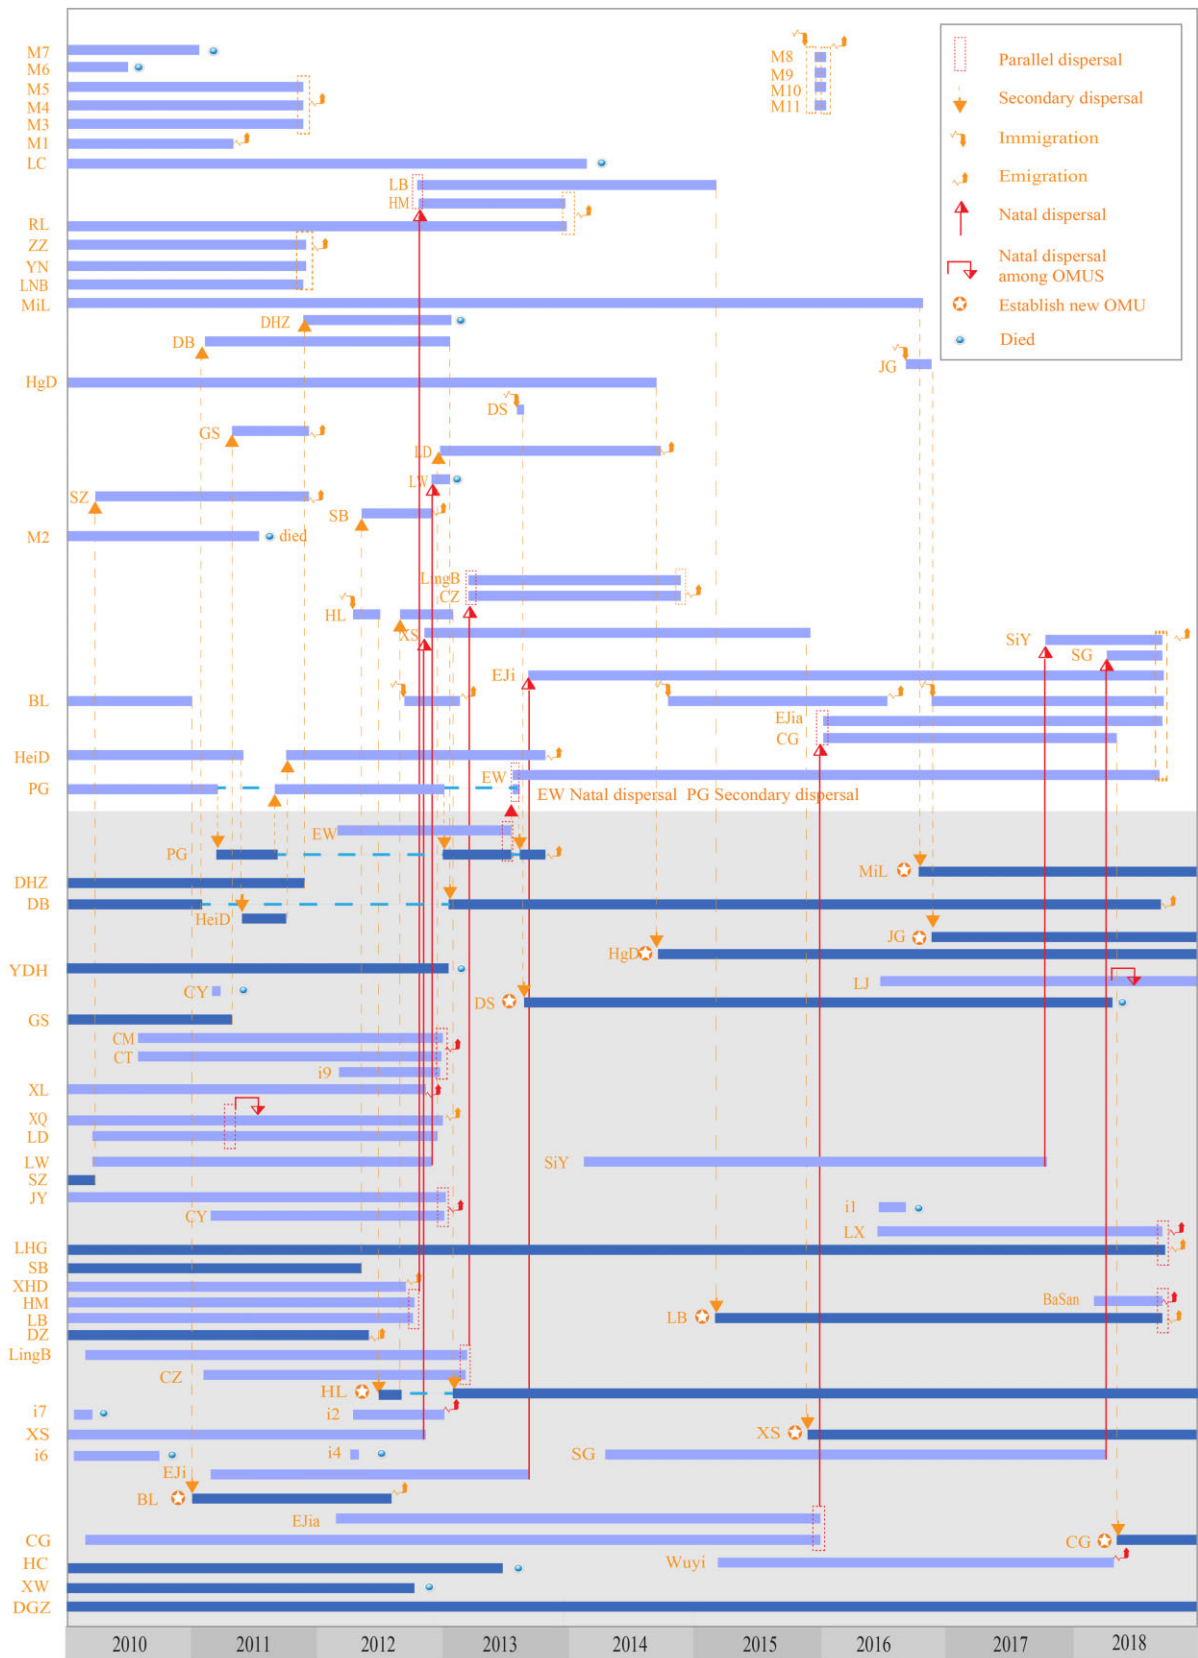 M7
M6
M5
M4
M3
M1
LC
M8
M9
M10
M11
Parallel dispersal
Secondary dispersal
Immigration
Emigration
Natal dispersal
Natal dispersal
among OMUS
Establish new OMU
Died
LB
HM
RL
ZZ
YN
LNB
MiL
DHZ
DB
JG
HgD
DS
GS
LD
LW
SZ
SB
M2
died
LingB
CZ
HL
XS
SiY
SG
EJi
BL
EJia
CG
HeiD
EW
PG
EW Natal dispersal PG Secondary dispersal
EW
PG
MiL
DHZ
DB
HeiD
JG
HgD
YDH
LJ
CY
DS
GS
CM
CT
i9
XL
XQ
LD
LW
SiY
SZ
JY
i1
CY
LX
LHG
SB
XHD
HM
BaSan
LB
LB
DZ
LingB
CZ
HL
i7
i2
XS
XS
i6
i4
SG
EJi
BL
EJia
CG
CG
HC
Wuyi
XW
DGZ
2010 2011 2012 2013 2014 2015 2016 2017 2018